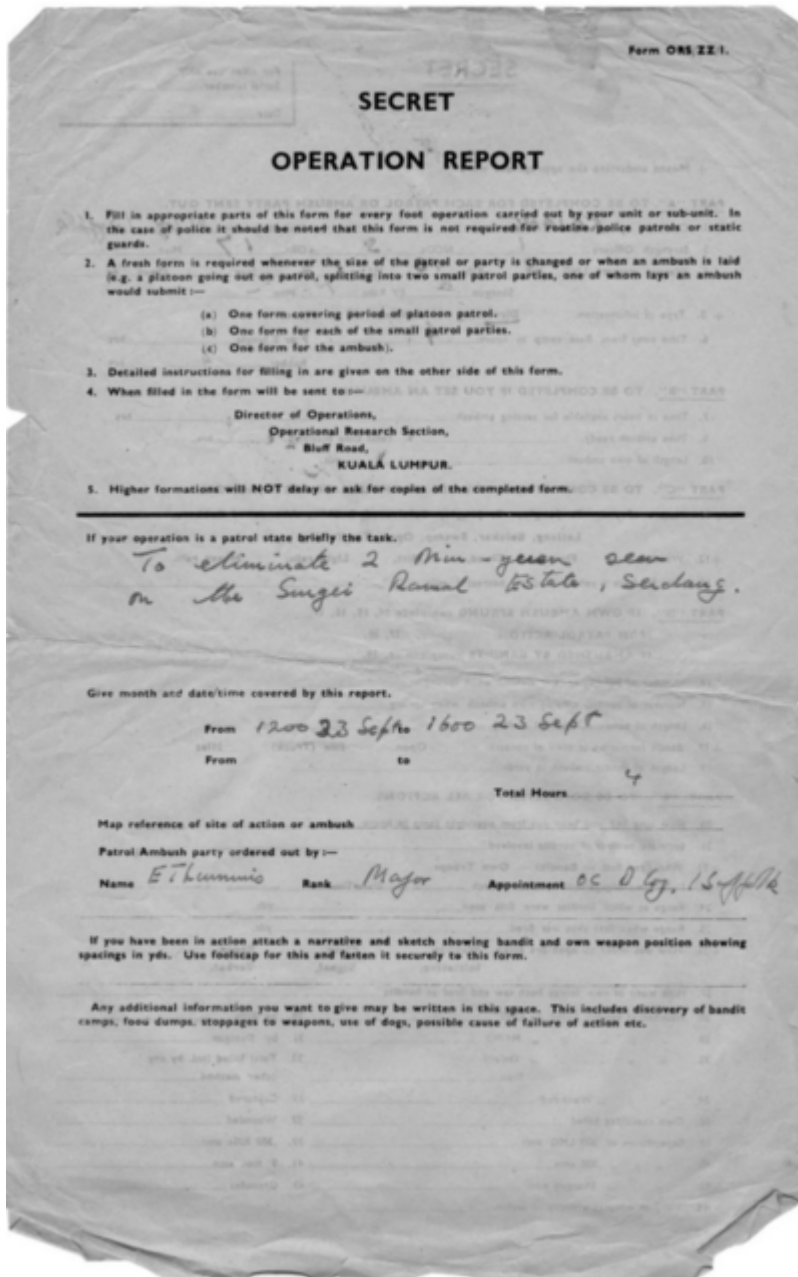 Form ORS/ZZ/1.
SECRET
OPERATION REPORT
1. Fill in appropriate parts of this form for every foot operation carried out by your unit or sub-unit. In
the case of police it should be noted that this form is not required for routine police patrols or static
guards.
2. A fresh form is required whenever the size of the patrol or party is changed or when an ambush is laid
(e.g. a platoon going out on patrol, splitting into two small patrol parties, one of whom lays an ambush
would submit :—
(a) One form covering period of platoon patrol.
(b) One form for each of the small patrol parties.
(c) One form for the ambush).
3. Detailed instructions for filling in are given on the other side of this form.
4. When filled in the form will be sent to :—
Director of Operations,
Operational Research Section,
Bluff Road,
KUALA LUMPUR.
5. Higher formations will NOT delay or ask for copies of the completed form.
If your operation is a patrol state briefly the task.
To eliminate 2 Min-yuen seen
on the Sungei Ramal Estate, Serdang.
Give month and date/time covered by this report.
From 1200 23 Sept to 1600 23 Sept
From to
Total Hours 4
Map reference of site of action or ambush
Patrol/Ambush party ordered out by :—
Name Rank Major Appointment OC D Coy, 1 Suffolk
If you have been in action attach a narrative and sketch showing bandit and own weapon position showing
spacings in yds. Use foolscap for this and fasten it securely to this form.
Any additional information you want to give may be written in this space. This includes discovery of bandit
camps, food dumps, stoppages to weapons, use of dogs, possible cause of failure of action etc.